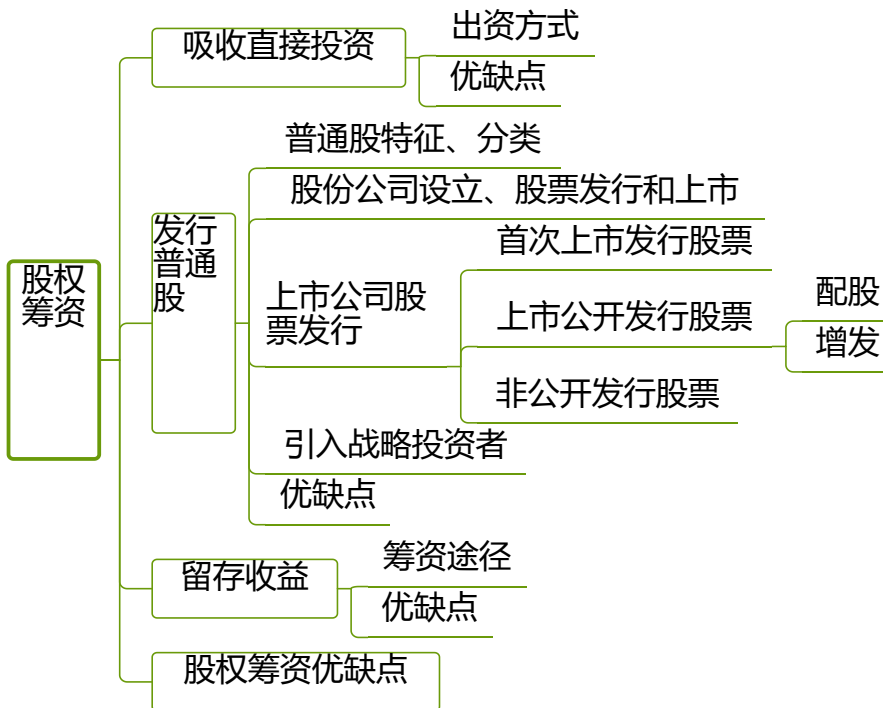 吸收直接投资
出资方式
优缺点
普通股特征、分类
股份公司设立、股票发行和上市
发行
普通
股
首次上市发行股票
股权
筹资
上市公司股
票发行
上市公开发行股票
配股
增发
非公开发行股票
引入战略投资者
优缺点
留存收益
筹资途径
优缺点
股权筹资优缺点